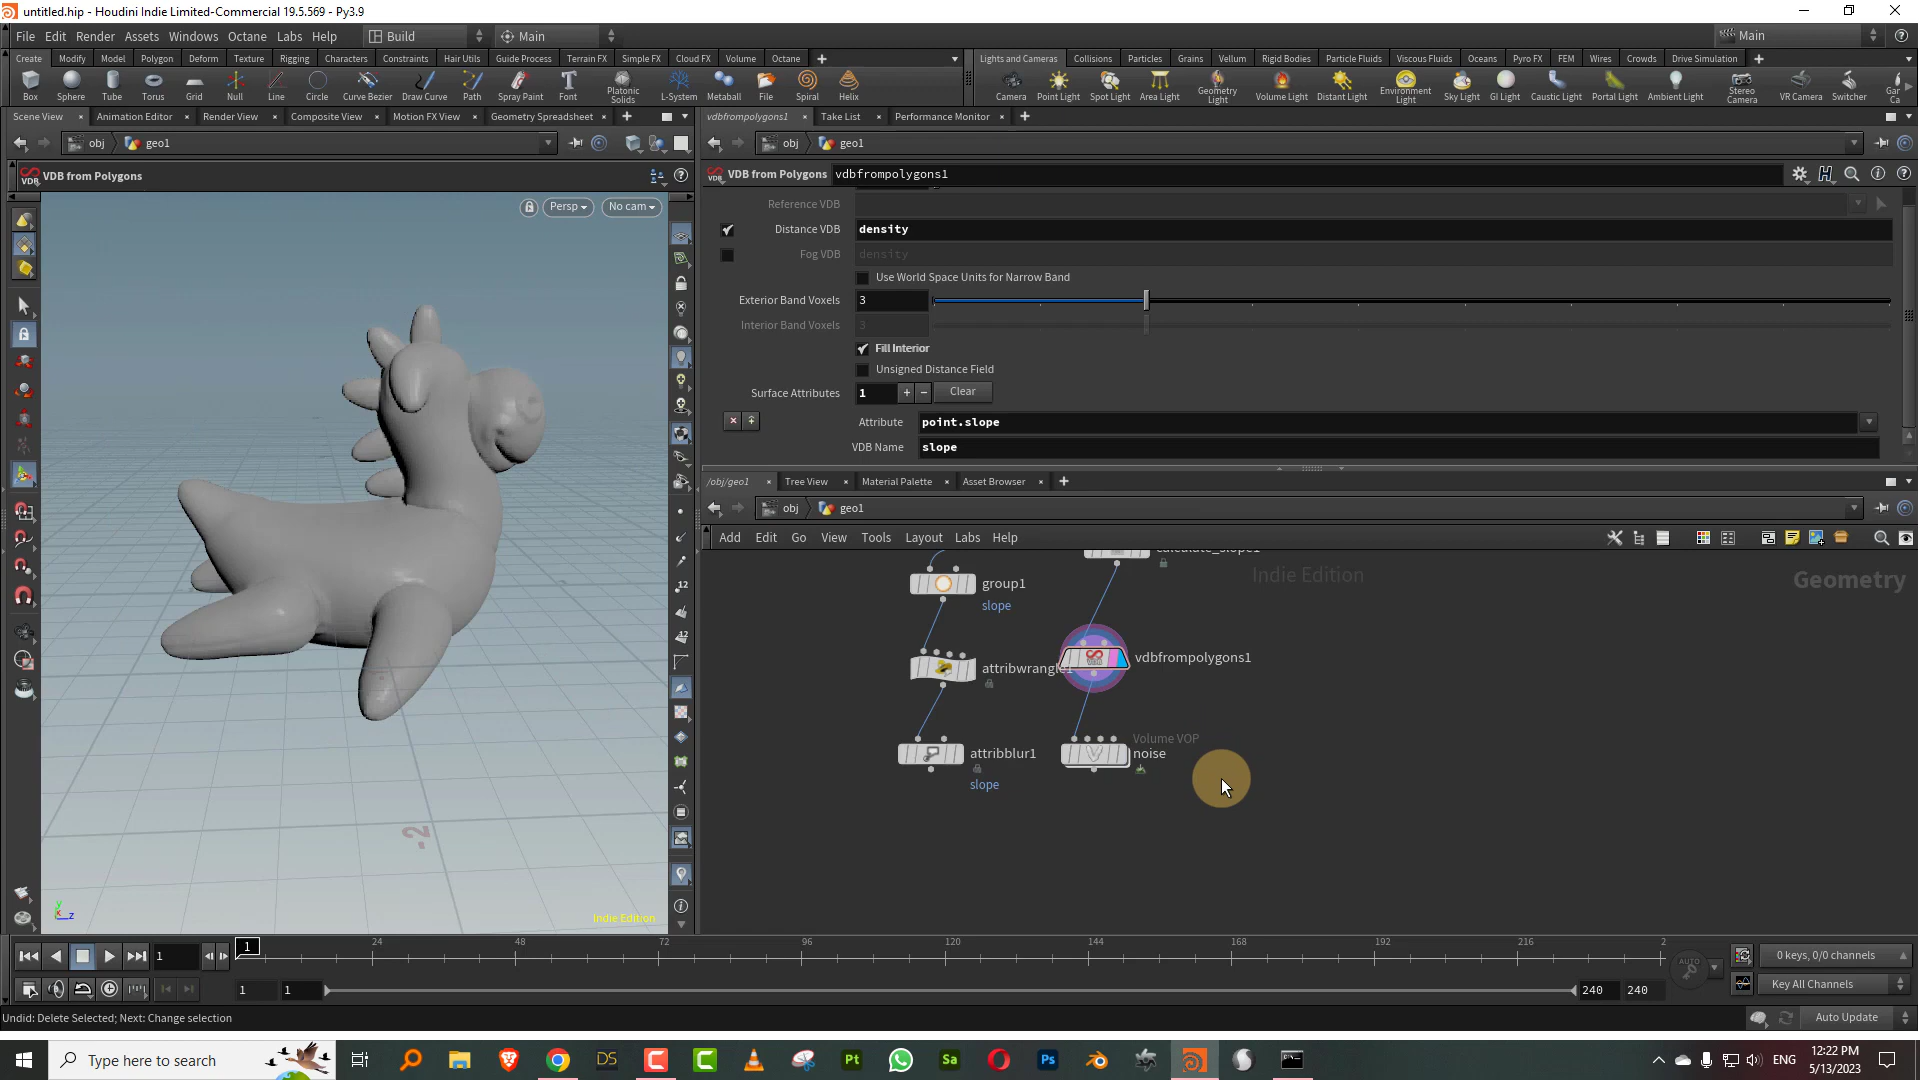 untitled.hip - Houdini Indie Limited-Commercial 19.5.569 - Py3.9
File Edit Render Assets Windows Octane Labs Help Build Main Main
Create Modify Model Polygon Deform Texture Rigging Characters Constraints Hair Utils Guide Process Terrain FX Simple FX Cloud FX Volume Octane
Lights and Cameras Collisions Particles Grains Vellum Rigid Bodies Particle Fluids Viscous Fluids Oceans Pyro FX FEM Wires Crowds Drive Simulation
Box Sphere Tube Torus Grid Null Line Circle Curve Bezier Draw Curve Path Spray Paint Font Platonic Solids L-System Metaball File Spiral Helix
Camera Point Light Spot Light Area Light Geometry Light Volume Light Distant Light Environment Light Sky Light GI Light Caustic Light Portal Light Ambient Light Stereo Camera VR Camera Switcher Gar Ca
Scene View Animation Editor Render View Composite View Motion FX View Geometry Spreadsheet
vdbfrompolygons1 Take List Performance Monitor
obj geo1
obj geo1
VDB from Polygons
VDB from Polygons vdbfrompolygons1
Persp No cam
Reference VDB
Distance VDB density
Fog VDB density
Use World Space Units for Narrow Band
Exterior Band Voxels 3
Interior Band Voxels 3
Fill Interior
Unsigned Distance Field
Surface Attributes 1 + − Clear
Attribute point.slope
VDB Name slope
/obj/geo1 Tree View Material Palette Asset Browser
obj geo1
Add Edit Go View Tools Layout Labs Help
calculate_slope1
Indie Edition
Geometry
group1
slope
vdbfrompolygons1
attribwrangle1
Volume VOP
attribblur1
noise
slope
-2
y
x z
Indie Edition
12
12
1
1 24 48 72 96 120 144 168 192 216 2
AUTO
0 keys, 0/0 channels
1 1 240 240
Key All Channels
Undid: Delete Selected; Next: Change selection
Auto Update
Type here to search
DS Pt Sa Ps
ENG
12:22 PM
5/13/2023